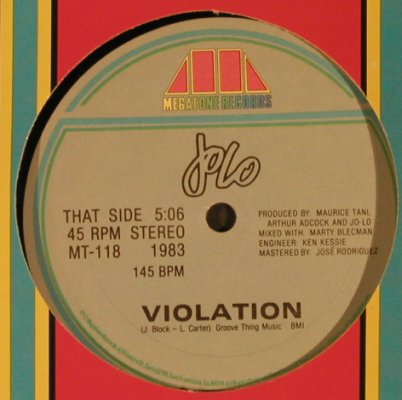 MEGATONE RECORDS
JOLO
THAT SIDE 5:06
45 RPM STEREO
MT-118 1983
145 BPM
PRODUCED BY: MAURICE TANI,
ARTHUR ADCOCK AND JO-LO
MIXED WITH: MARTY BLECMAN
ENGINEER: KEN KESSIE
MASTERED BY: JOSÉ RODRIGUEZ
VIOLATION
(J. Block – L. Carter) Groove Thing Music BMI